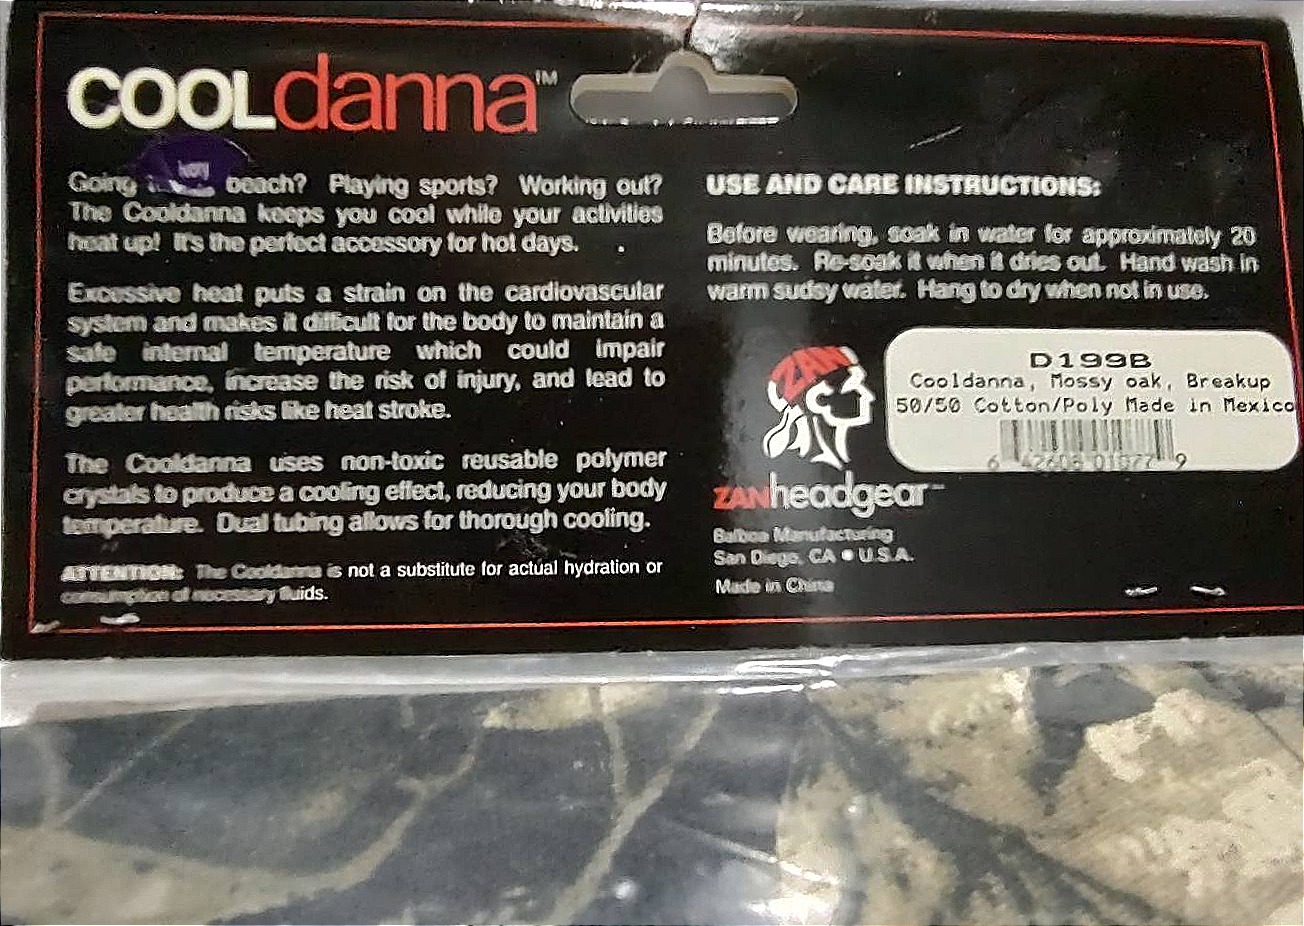 COOLdanna™
Going beach? Playing sports? Working out?
The Cooldanna keeps you cool while your activities
heat up! It's the perfect accessory for hot days.
Excessive heat puts a strain on the cardiovascular
system and makes it difficult for the body to maintain a
safe internal temperature which could impair
performance, increase the risk of injury, and lead to
greater health risks like heat stroke.
The Cooldanna uses non-toxic reusable polymer
crystals to produce a cooling effect, reducing your body
temperature. Dual tubing allows for thorough cooling.
ATTENTION: The Cooldanna is not a substitute for actual hydration or
consumption of necessary fluids.
USE AND CARE INSTRUCTIONS:
Before wearing, soak in water for approximately 20
minutes. Re-soak it when it dries out. Hand wash in
warm sudsy water. Hang to dry when not in use.
ZAN
D199B
Cooldanna, Mossy oak, Breakup
50/50 Cotton/Poly Made in Mexico
6 9
ZANheadgear™
Balboa Manufacturing
San Diego, CA • U.S.A.
Made in China